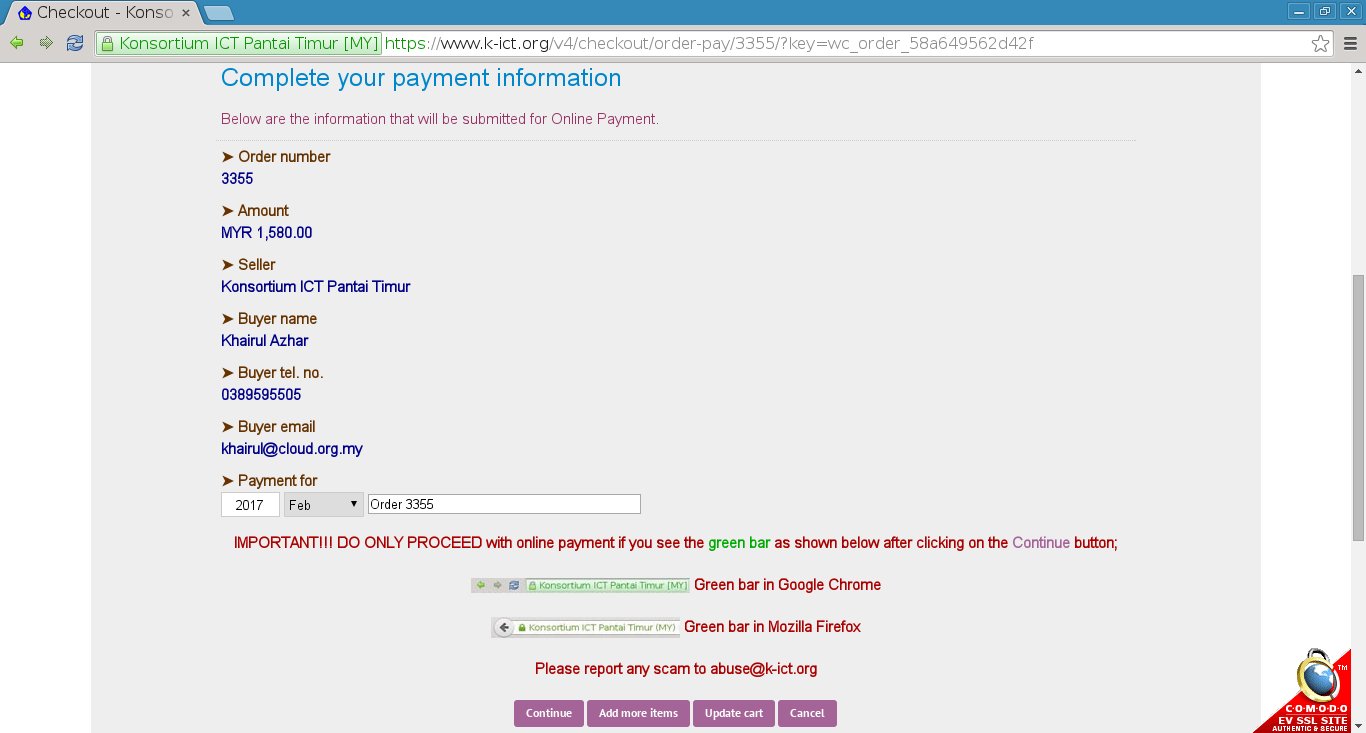 Checkout - Konso
Konsortium ICT Pantai Timur [MY] https://www.k-ict.org/v4/checkout/order-pay/3355/?key=wc_order_58a649562d42f
Complete your payment information
Below are the information that will be submitted for Online Payment.
➤ Order number
3355
➤ Amount
MYR 1,580.00
➤ Seller
Konsortium ICT Pantai Timur
➤ Buyer name
Khairul Azhar
➤ Buyer tel. no.
0389595505
➤ Buyer email
khairul@cloud.org.my
➤ Payment for
2017 Feb Order 3355
IMPORTANT!!! DO ONLY PROCEED with online payment if you see the green bar as shown below after clicking on the Continue button;
Konsortium ICT Pantai Timur [MY] Green bar in Google Chrome
Konsortium ICT Pantai Timur (MY) Green bar in Mozilla Firefox
Please report any scam to abuse@k-ict.org
Continue Add more items Update cart Cancel
TM
C·O·M·O·D·O
EV SSL SITE
AUTHENTIC & SECURE